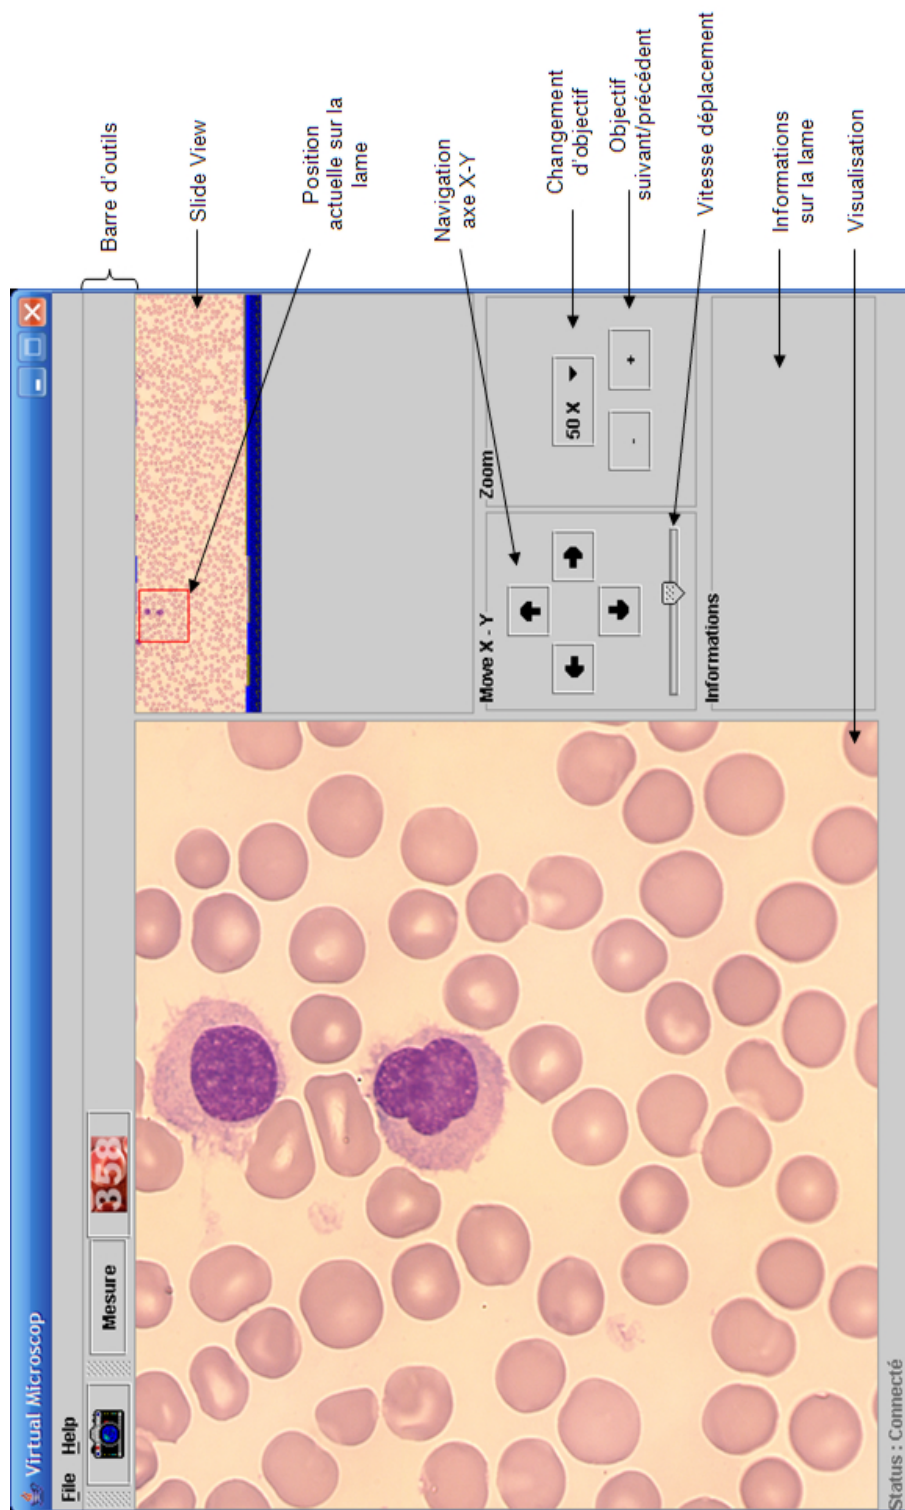 Virtual Microscop
File Help
Mesure
358
Move X - Y
Zoom
50 X
-
+
Informations
Status : Connecté
Barre d'outils
Slide View
Position
actuelle sur la
lame
Navigation
axe X-Y
Changement
d'objectif
Objectif
suivant/précédent
Vitesse déplacement
Informations
sur la lame
Visualisation